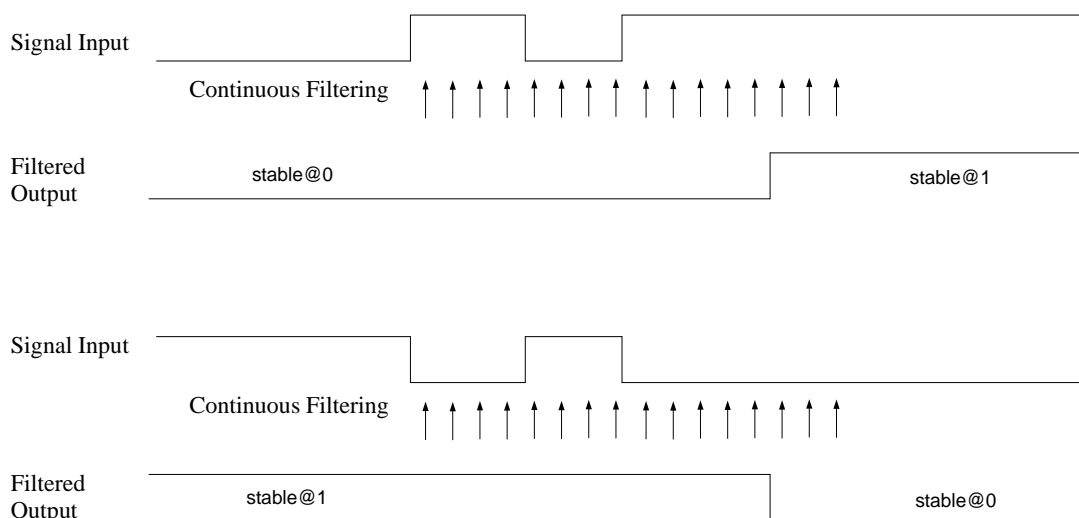 Signal Input
Continuous Filtering
Filtered
Output
stable@0
stable@1
Signal Input
Continuous Filtering
Filtered
Output
stable@1
stable@0